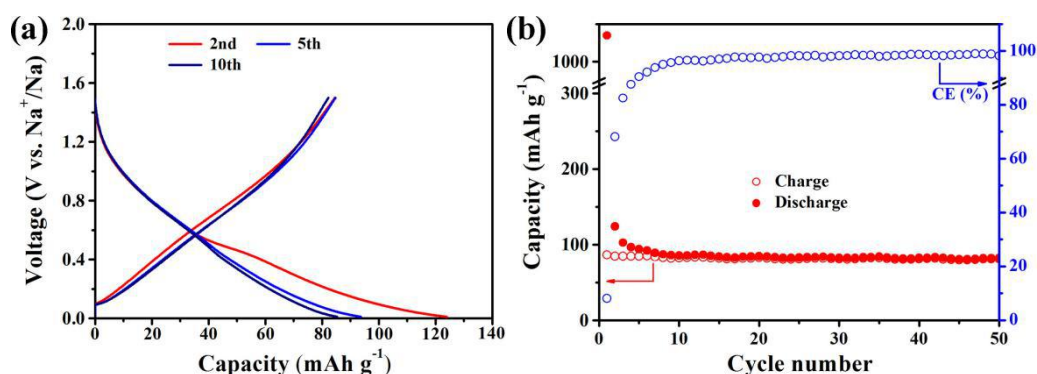 (a)
2nd
5th
10th
Voltage (V vs. Na⁺/Na)
2.0
1.6
1.2
0.8
0.4
0.0
0 20 40 60 80 100 120 140
Capacity (mAh g⁻¹)
(b)
Capacity (mAh g⁻¹)
1000
300
200
100
0
CE (%)
Charge
Discharge
100
80
60
40
20
0
0 10 20 30 40 50
Cycle number